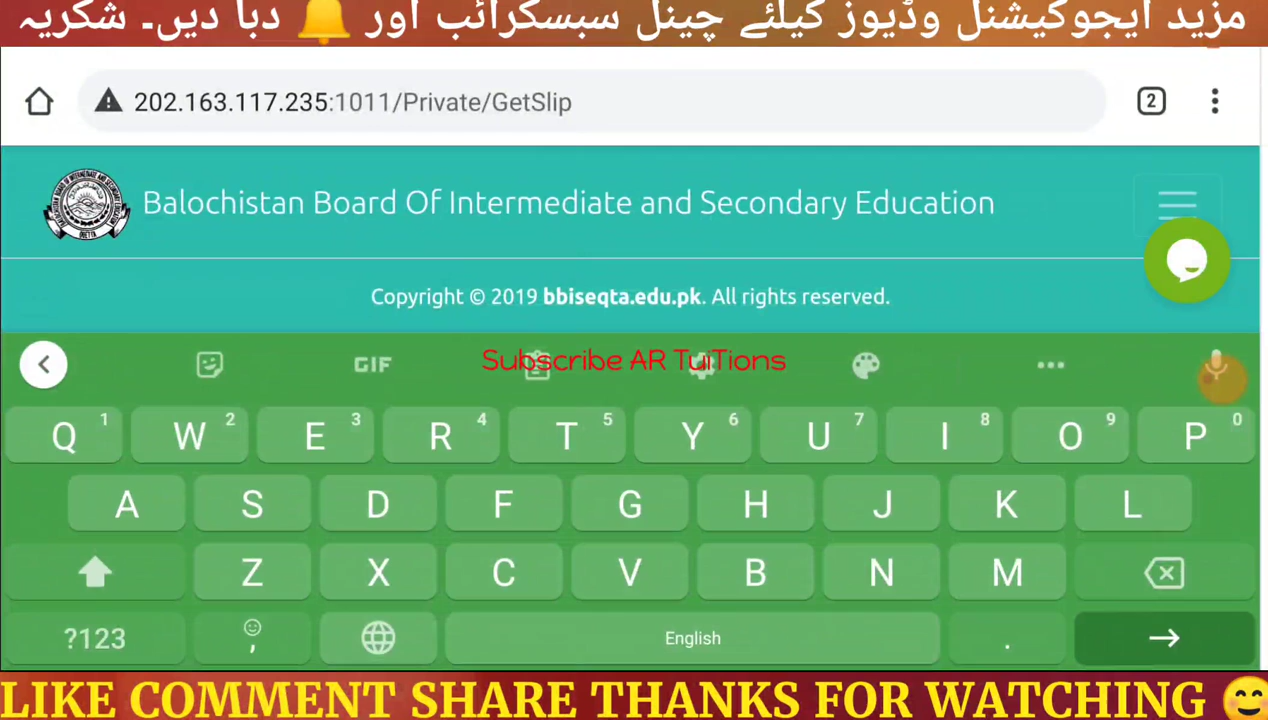 مزید ایجوکیشنل وڈیوز کیلئے چینل سبسکرائب اور 🔔 دبا دیں۔ شکریہ
202.163.117.235:1011/Private/GetSlip
2
Balochistan Board Of Intermediate and Secondary Education
Copyright © 2019 bbiseqta.edu.pk. All rights reserved.
GIF
Subscribe AR TuiTions
Q 1 W 2 E 3 R 4 T 5 Y 6 U 7 I 8 O 9 P 0
A S D F G H J K L
Z X C V B N M
?123 , English .
LIKE COMMENT SHARE THANKS FOR WATCHING 😊